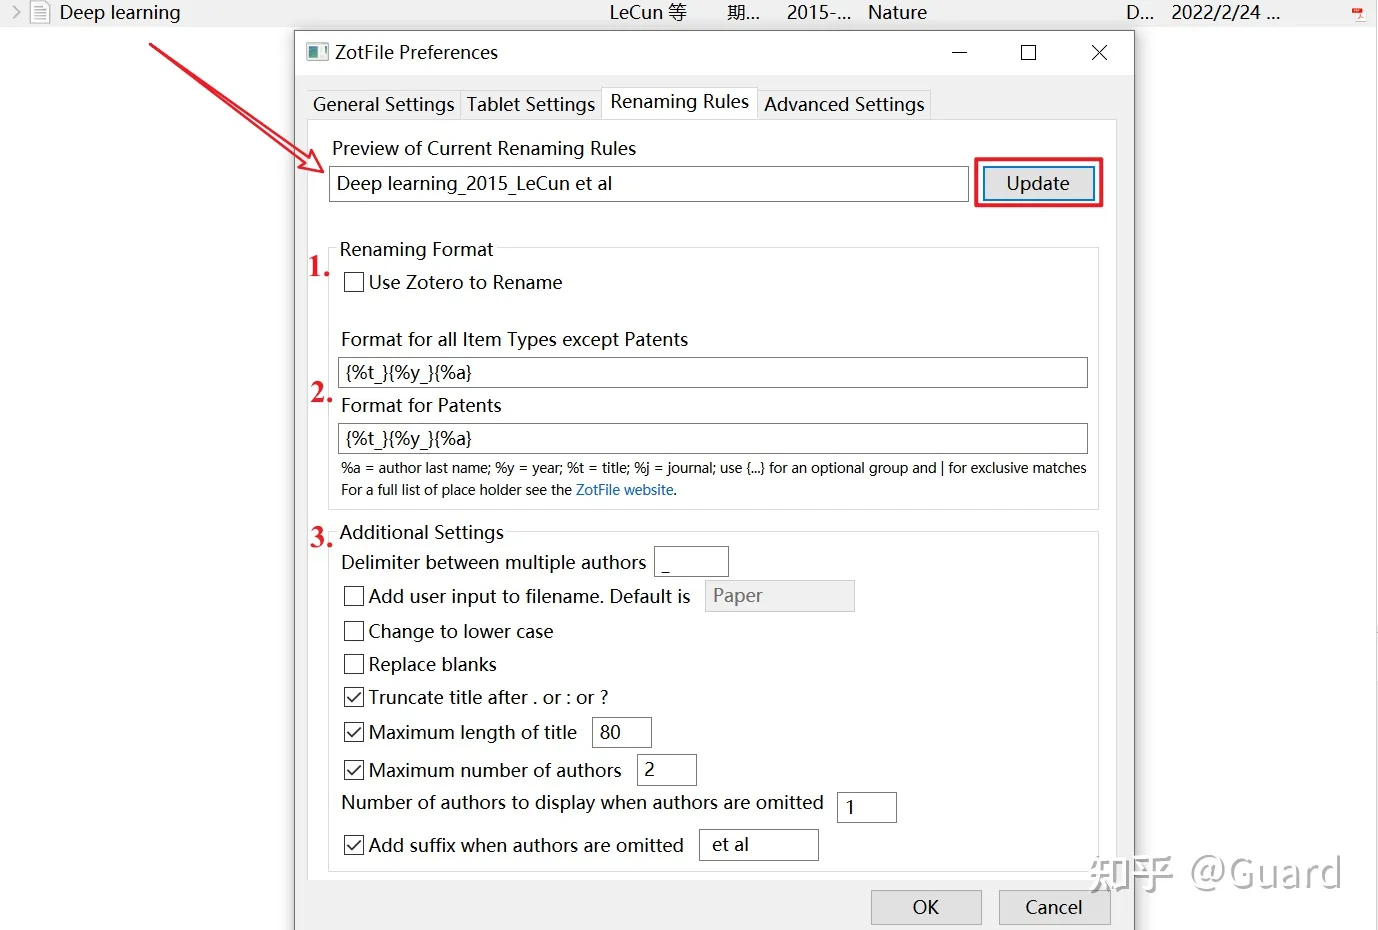 Deep learning LeCun 等 期... 2015-... Nature D... 2022/2/24 ...
ZotFile Preferences
General Settings Tablet Settings Renaming Rules Advanced Settings
Preview of Current Renaming Rules
Deep learning_2015_LeCun et al Update
Renaming Format
1.
Use Zotero to Rename
Format for all Item Types except Patents
{%t_}{%y_}{%a}
2.
Format for Patents
{%t_}{%y_}{%a}
%a = author last name; %y = year; %t = title; %j = journal; use {...} for an optional group and | for exclusive matches
For a full list of place holder see the ZotFile website.
3. Additional Settings
Delimiter between multiple authors _
Add user input to filename. Default is Paper
Change to lower case
Replace blanks
Truncate title after . or : or ?
Maximum length of title 80
Maximum number of authors 2
Number of authors to display when authors are omitted 1
Add suffix when authors are omitted et al
知乎 @Guard
OK Cancel